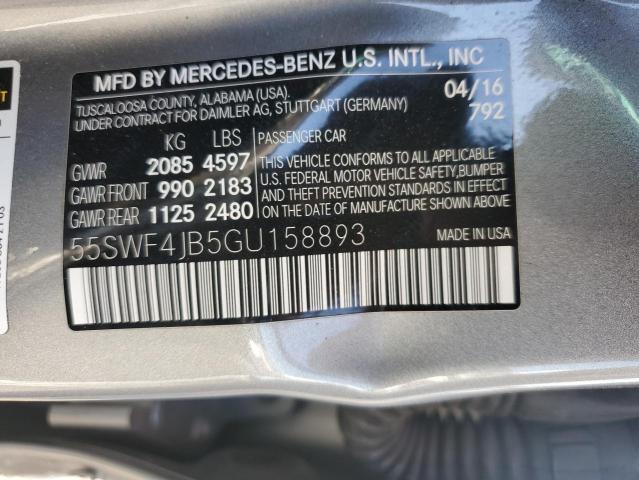 MFD BY MERCEDES-BENZ U.S. INTL., INC
TUSCALOOSA COUNTY, ALABAMA (USA).
UNDER CONTRACT FOR DAIMLER AG, STUTTGART (GERMANY)
04/16
792
KG LBS
GVWR 2085 4597
GAWR FRONT 990 2183
GAWR REAR 1125 2480
PASSENGER CAR
THIS VEHICLE CONFORMS TO ALL APPLICABLE
U.S. FEDERAL MOTOR VEHICLE SAFETY,BUMPER
AND THEFT PREVENTION STANDARDS IN EFFECT
ON THE DATE OF MANUFACTURE SHOWN ABOVE.
55SWF4JB5GU158893
MADE IN USA